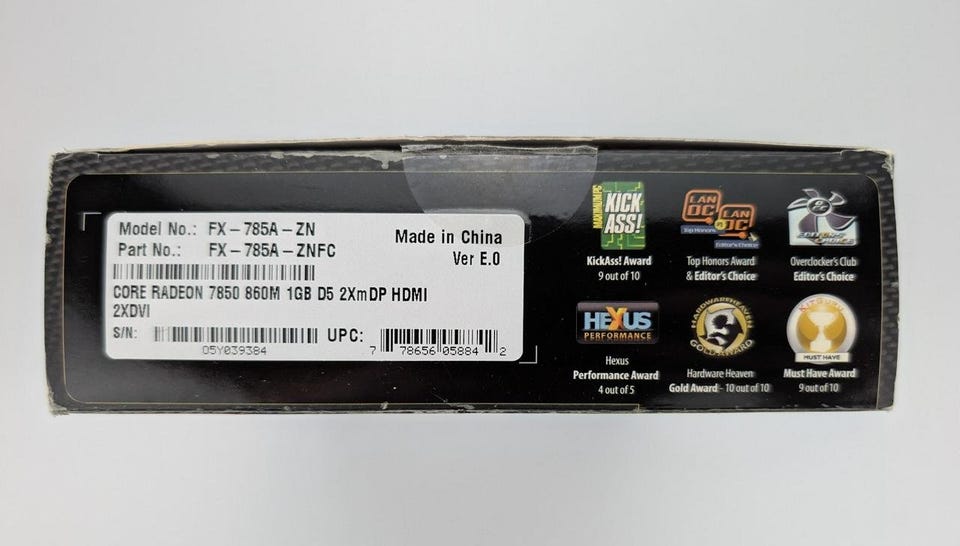 Model No.: FX-785A-ZN
Part No.: FX-785A-ZNFC
Made in China
Ver E.0
CORE RADEON 7850 860M 1GB D5 2XmDP HDMI
2XDVI
S/N:
05Y039384
UPC:
7 78656 05884 2
MAXIMUMPC
KICK
ASS!
KickAss! Award
9 out of 10
LAN
OC
LAN
OC
Top Honors
Editor's Choice
Top Honors Award
& Editor's Choice
Overclocker's Club
Editor's Choice
HEXUS
PERFORMANCE
Hexus
Performance Award
4 out of 5
HARDWAREHEAVEN
GOLD AWARD
Hardware Heaven
Gold Award - 10 out of 10
MUST HAVE
Must Have Award
9 out of 10